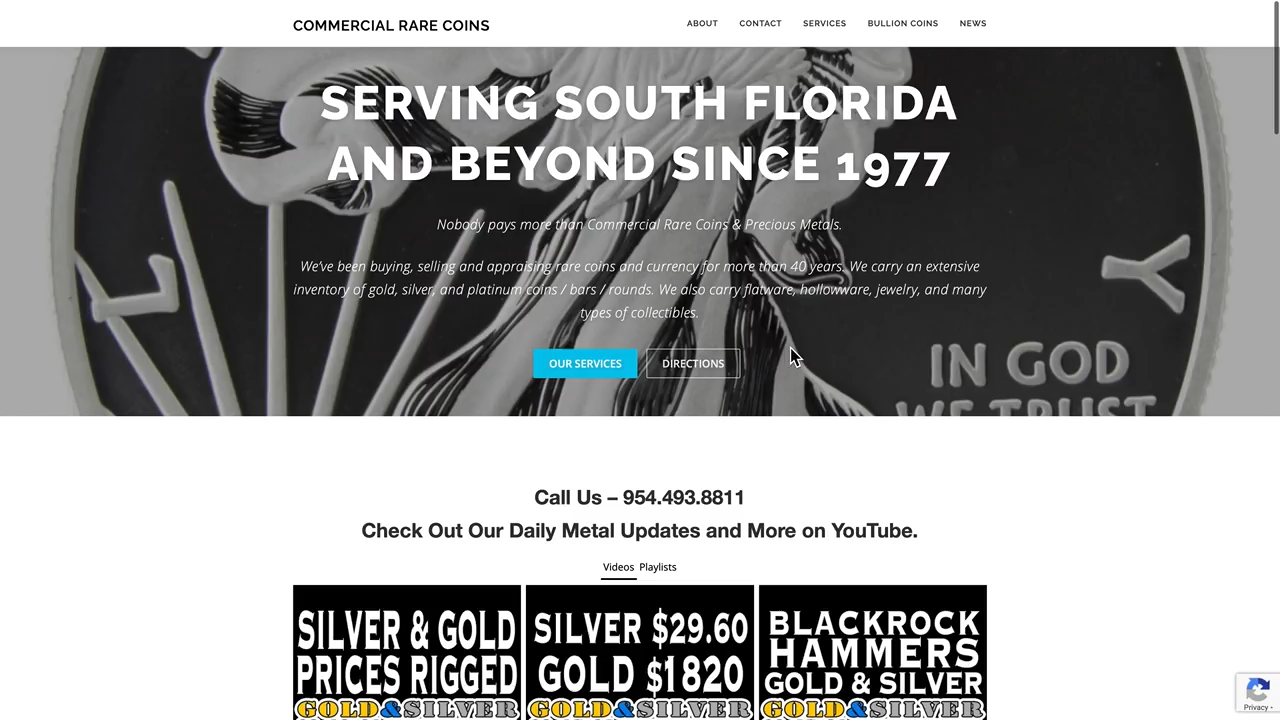 COMMERCIAL RARE COINS
ABOUT CONTACT SERVICES BULLION COINS NEWS
SERVING SOUTH FLORIDA
AND BEYOND SINCE 1977
Nobody pays more than Commercial Rare Coins & Precious Metals.
We've been buying, selling and appraising rare coins and currency for more than 40 years. We carry an extensive
inventory of gold, silver, and platinum coins / bars / rounds. We also carry flatware, hollowware, jewelry, and many
types of collectibles.
OUR SERVICES DIRECTIONS
L
Y
IN GOD
WE TRUST
Call Us – 954.493.8811
Check Out Our Daily Metal Updates and More on YouTube.
Videos Playlists
SILVER & GOLD
PRICES RIGGED
GOLD&SILVER
SILVER $29.60
GOLD $1820
GOLD&SILVER
BLACKROCK
HAMMERS
GOLD & SILVER
GOLD&SILVER
Privacy -